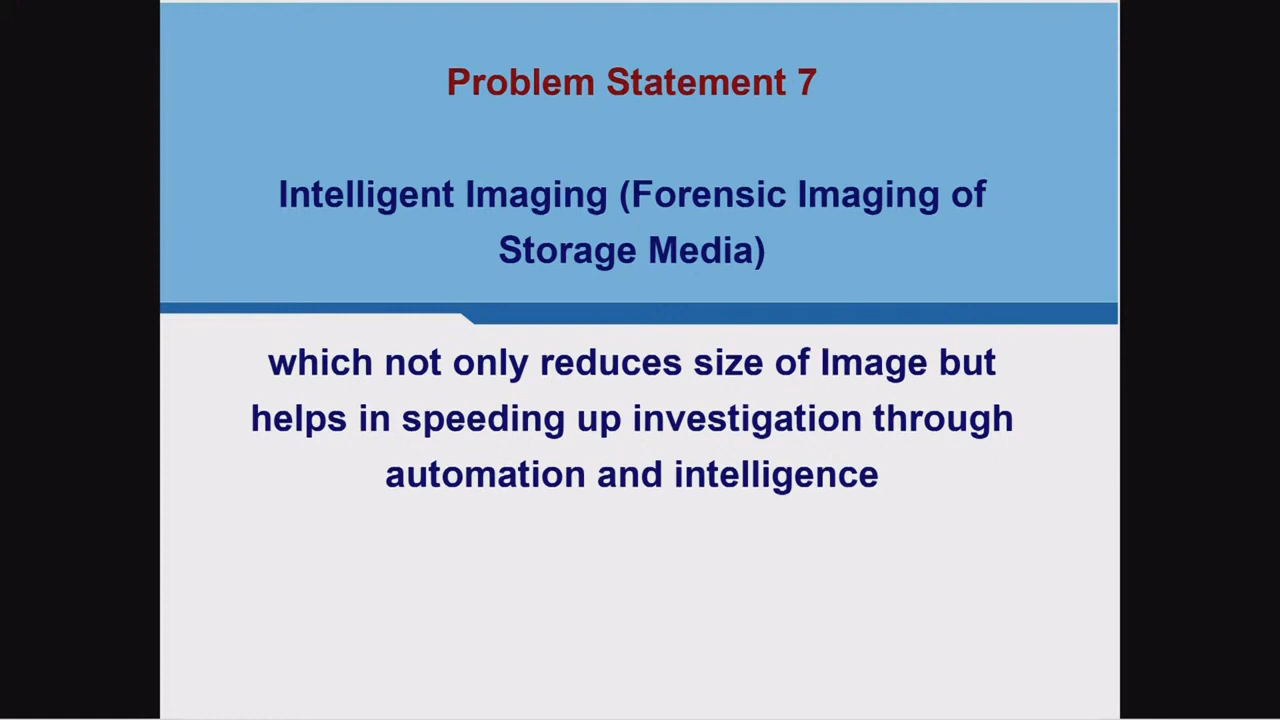 Problem Statement 7
Intelligent Imaging (Forensic Imaging of
Storage Media)
which not only reduces size of Image but
helps in speeding up investigation through
automation and intelligence